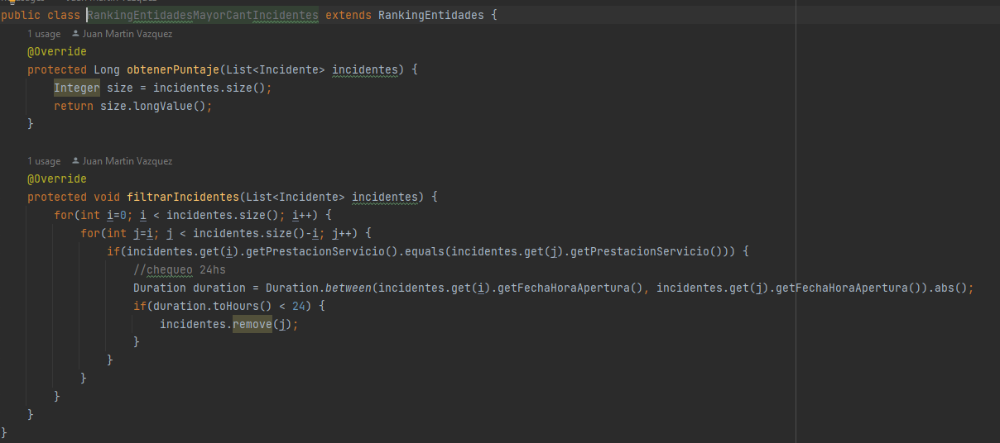 public class RankingEntidadesMayorCantIncidentes extends RankingEntidades {
1 usage Juan Martin Vazquez
@Override
protected Long obtenerPuntaje(List<Incidente> incidentes) {
Integer size = incidentes.size();
return size.longValue();
}
1 usage Juan Martin Vazquez
@Override
protected void filtrarIncidentes(List<Incidente> incidentes) {
for(int i=0; i < incidentes.size(); i++) {
for(int j=i; j < incidentes.size()-i; j++) {
if(incidentes.get(i).getPrestacionServicio().equals(incidentes.get(j).getPrestacionServicio())) {
//chequeo 24hs
Duration duration = Duration.between(incidentes.get(i).getFechaHoraApertura(), incidentes.get(j).getFechaHoraApertura()).abs();
if(duration.toHours() < 24) {
incidentes.remove(j);
}
}
}
}
}
}